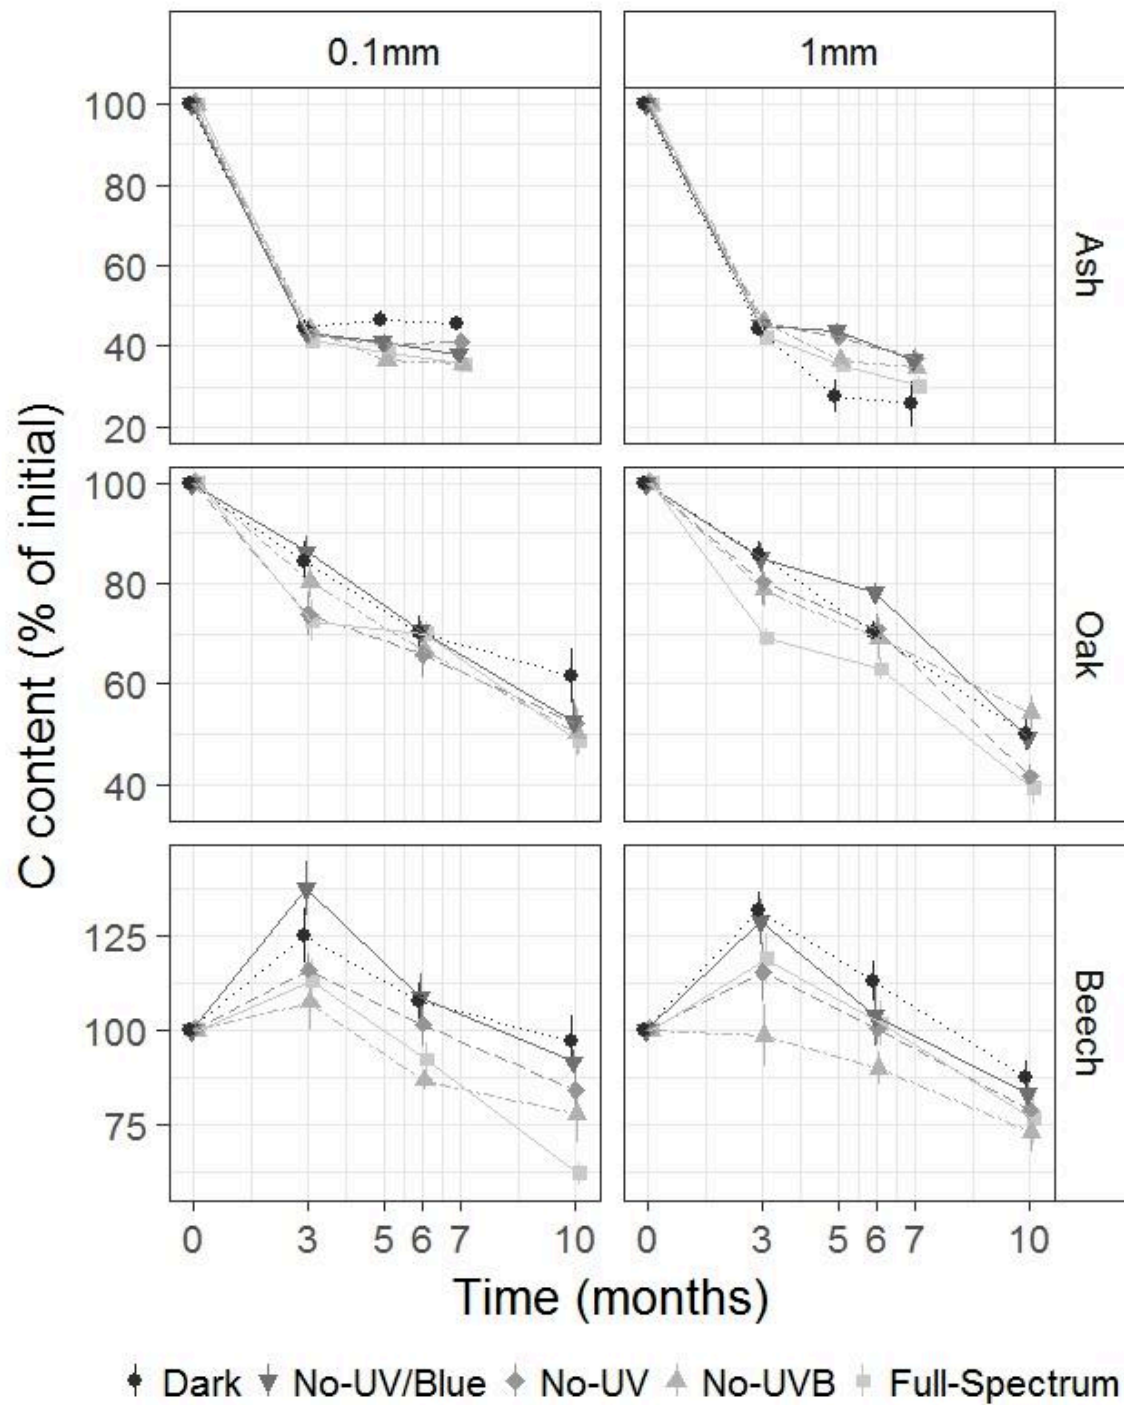 0.1mm 1mm
100
80
60
40
20
Ash
100
80
60
40
Oak
125
100
75
Beech
C content (% of initial)
0 3 5 6 7 10 0 3 5 6 7 10
Time (months)
Dark No-UV/Blue No-UV No-UVB Full-Spectrum